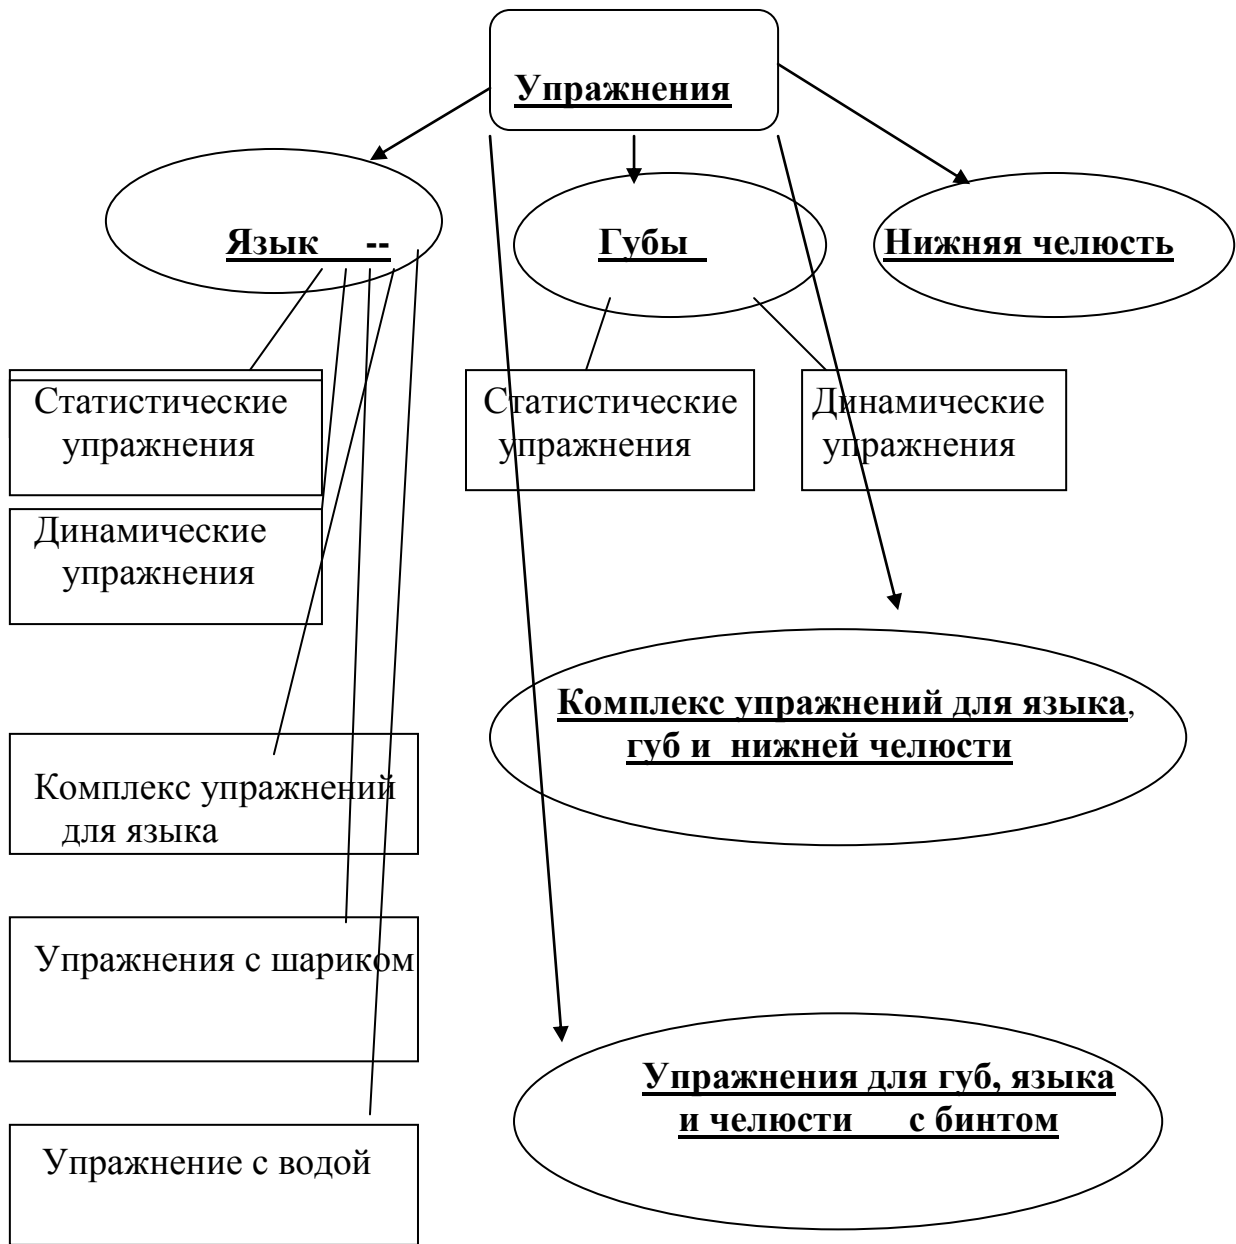 Упражнения
Язык --
Губы
Нижняя челюсть
Статистические
упражнения
Статистические
упражнения
Динамические
упражнения
Динамические
упражнения
Комплекс упражнений для языка,
губ и нижней челюсти
Комплекс упражнений
для языка
Упражнения с шариком
Упражнения для губ, языка
и челюсти с бинтом
Упражнение с водой